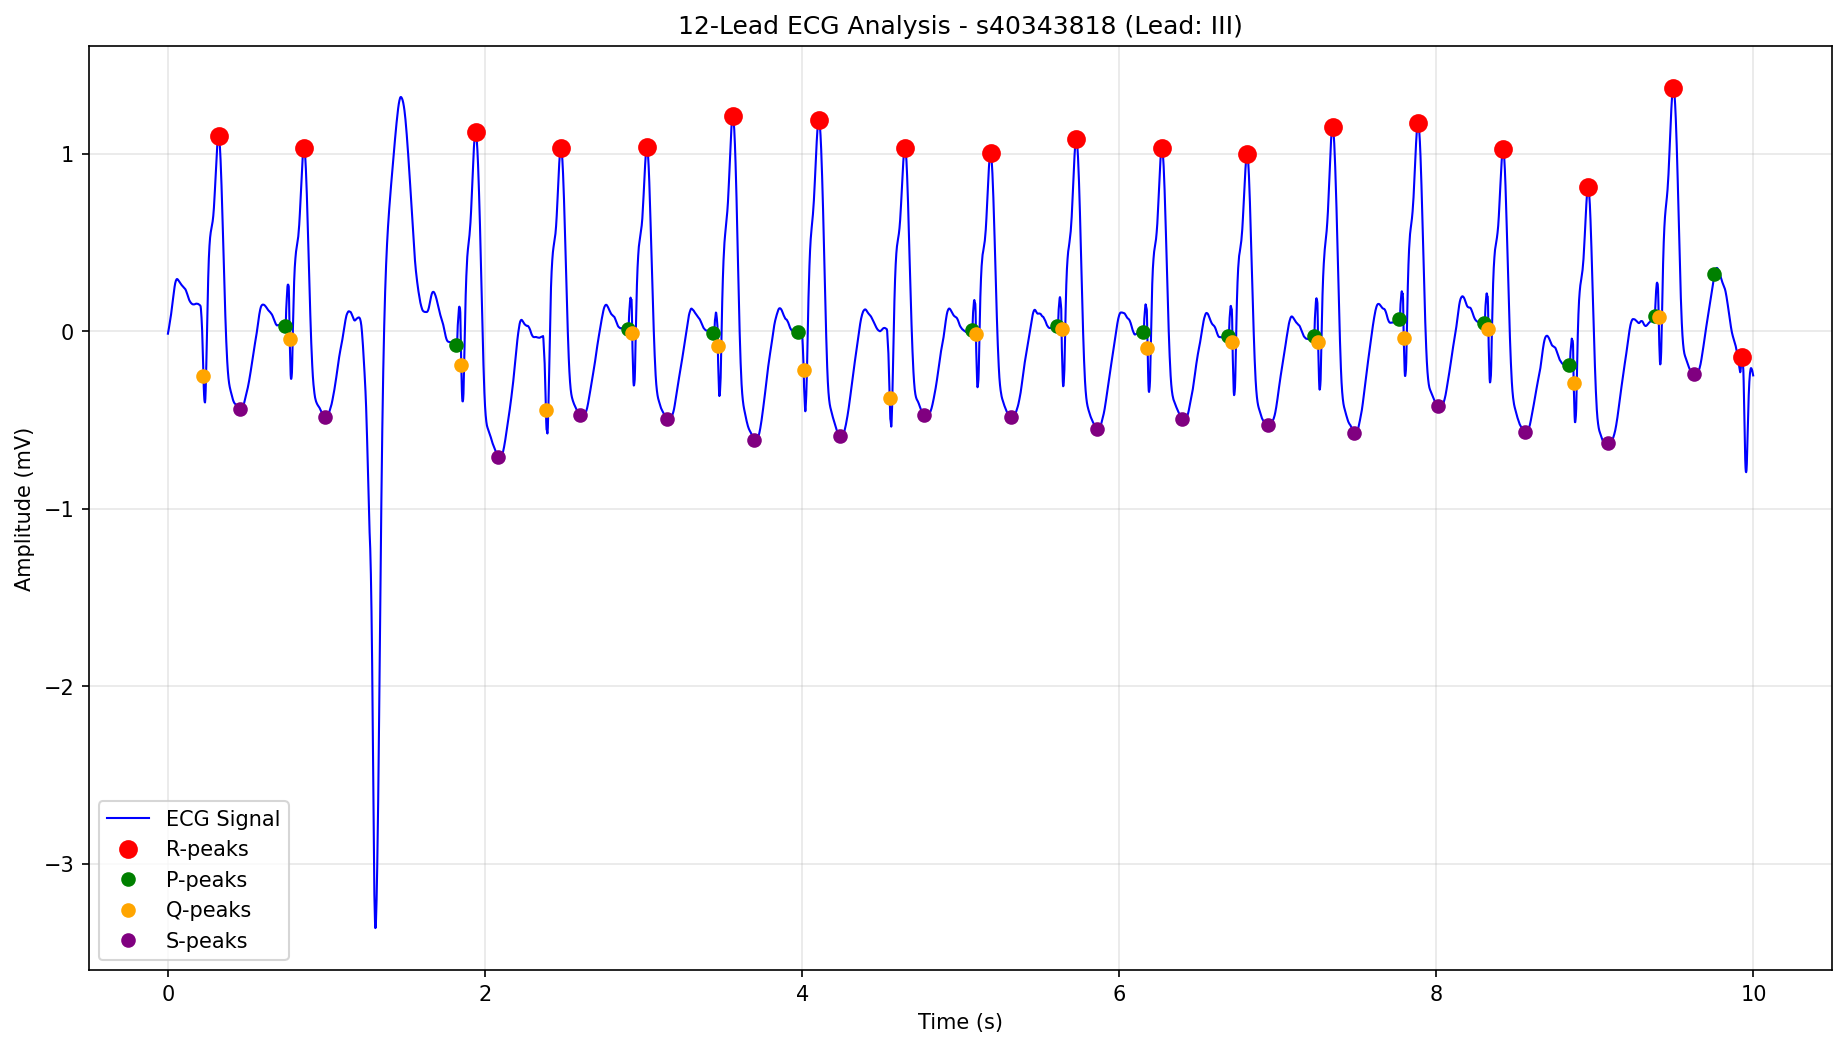 12-Lead ECG Analysis - s40343818 (Lead: III)
1
0
−1
−2
−3
Amplitude (mV)
ECG Signal
R-peaks
P-peaks
Q-peaks
S-peaks
0
2
4
6
8
10
Time (s)